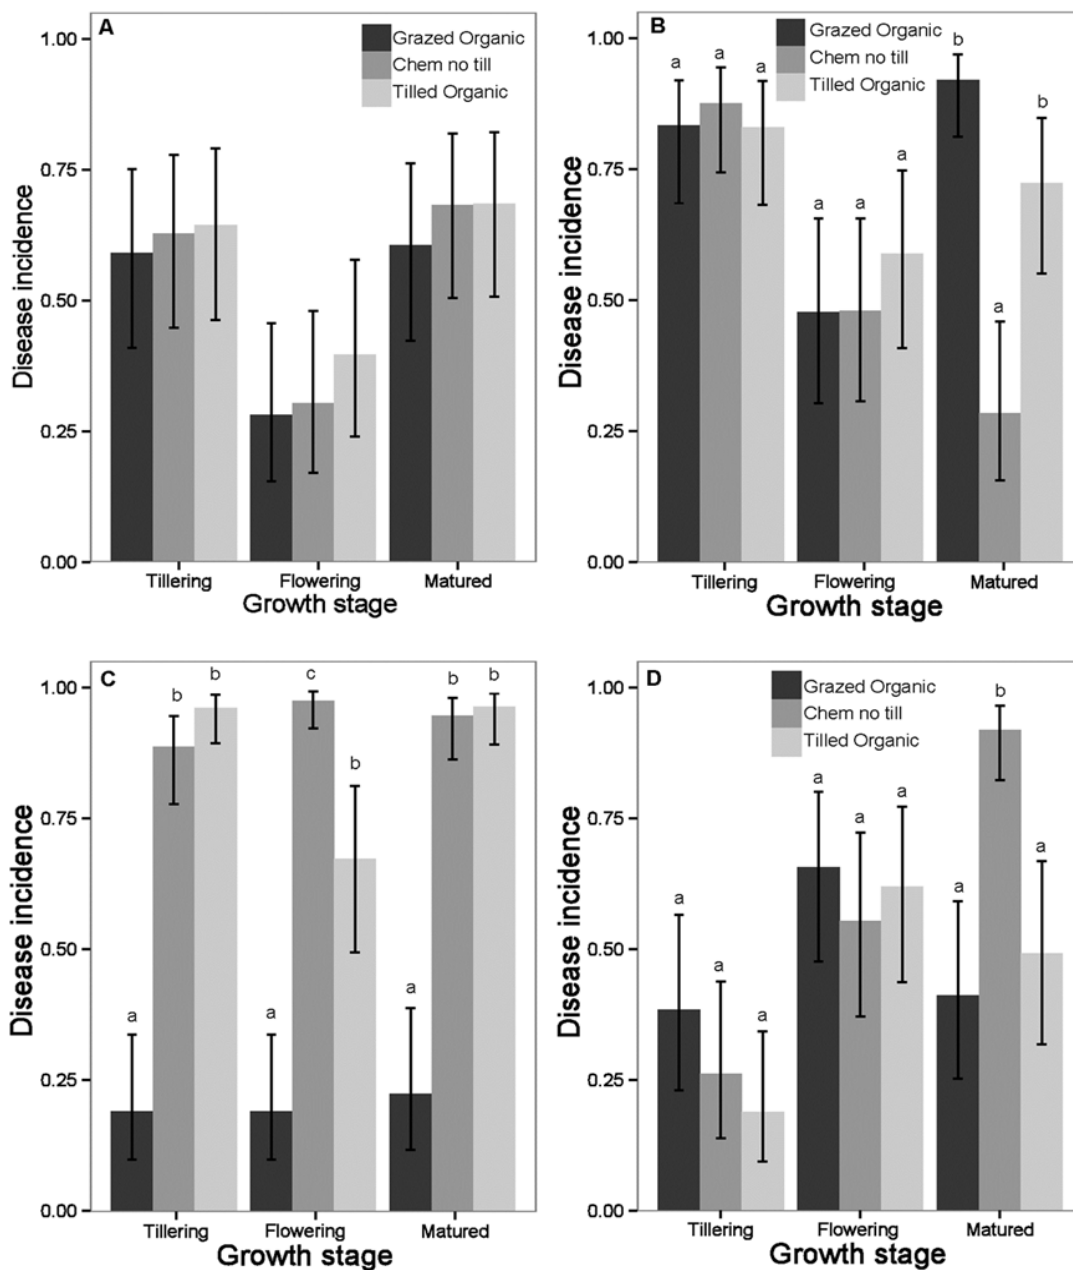 A
Grazed Organic
Chem no till
Tilled Organic
1.00
0.75
0.50
0.25
0.00
Disease incidence
Tillering
Flowering
Matured
Growth stage
B
Grazed Organic
Chem no till
Tilled Organic
1.00
0.75
0.50
0.25
0.00
Disease incidence
a
a
a
a
a
a
b
a
b
Tillering
Flowering
Matured
Growth stage
C
1.00
0.75
0.50
0.25
0.00
Disease incidence
a
b
b
a
c
b
a
b
b
Tillering
Flowering
Matured
Growth stage
D
Grazed Organic
Chem no till
Tilled Organic
1.00
0.75
0.50
0.25
0.00
Disease incidence
a
a
a
a
a
a
a
b
a
Tillering
Flowering
Matured
Growth stage